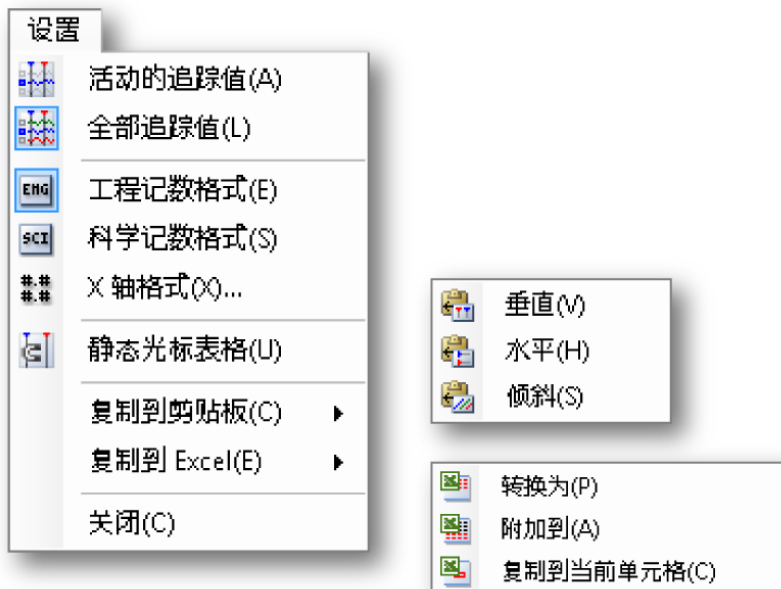 设置
活动的追踪值(A)
全部追踪值(L)
ENG
工程记数格式(E)
SCI
科学记数格式(S)
#.#
#.#
X 轴格式(X)...
静态光标表格(U)
复制到剪贴板(C)
复制到 Excel(E)
关闭(C)
垂直(V)
水平(H)
倾斜(S)
转换为(P)
附加到(A)
复制到当前单元格(C)